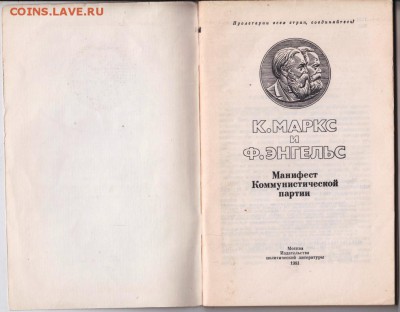 COINS.LAVE.RU
Пролетарии всех стран, соединяйтесь!
К. МАРКС
И
Ф. ЭНГЕЛЬС
Манифест
Коммунистической
партии
Москва
Издательство
политической литературы